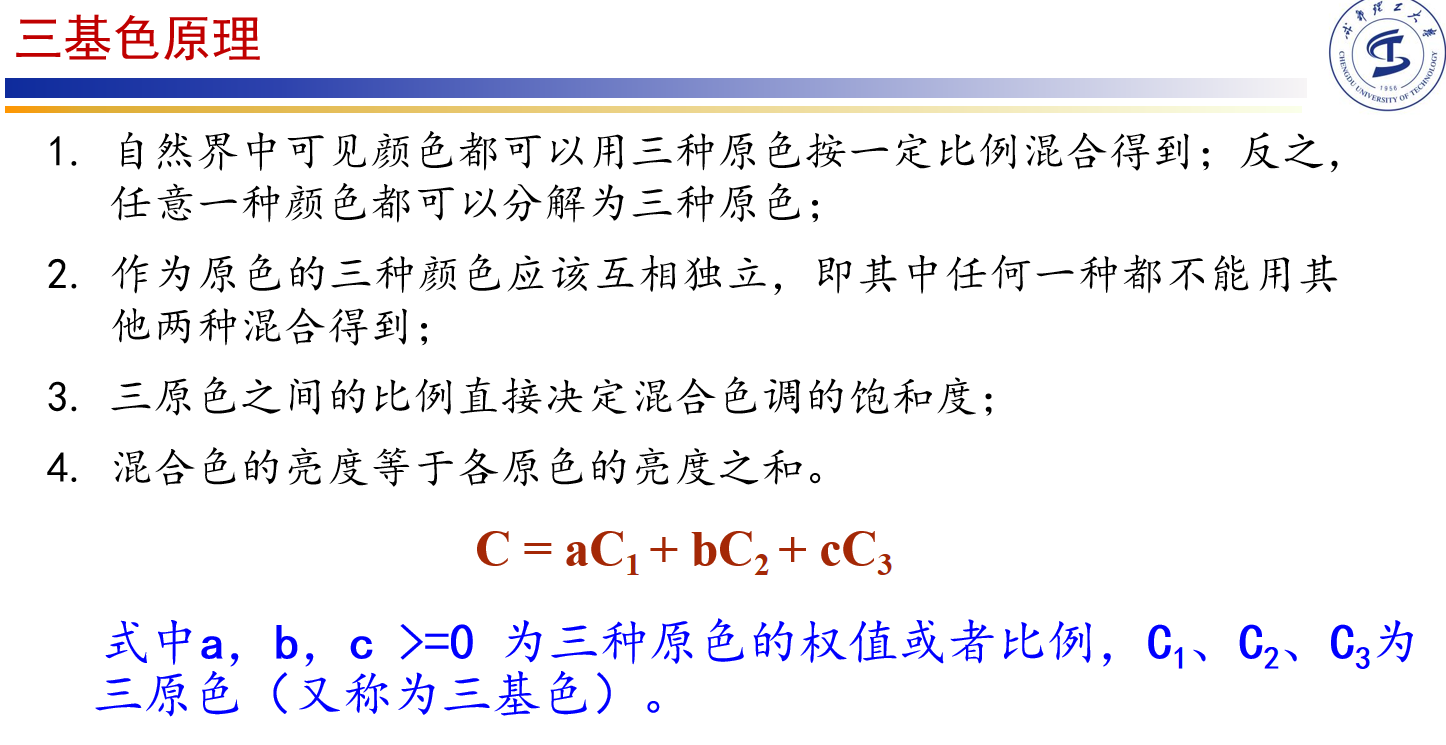 三基色原理
成都理工大学
CHENGDU UNIVERSITY OF TECHNOLOGY
1956
1. 自然界中可见颜色都可以用三种原色按一定比例混合得到；反之，
任意一种颜色都可以分解为三种原色；
2. 作为原色的三种颜色应该互相独立，即其中任何一种都不能用其
他两种混合得到；
3. 三原色之间的比例直接决定混合色调的饱和度；
4. 混合色的亮度等于各原色的亮度之和。
C = aC₁ + bC₂ + cC₃
式中a，b，c >=0 为三种原色的权值或者比例，C₁、C₂、C₃为
三原色（又称为三基色）。